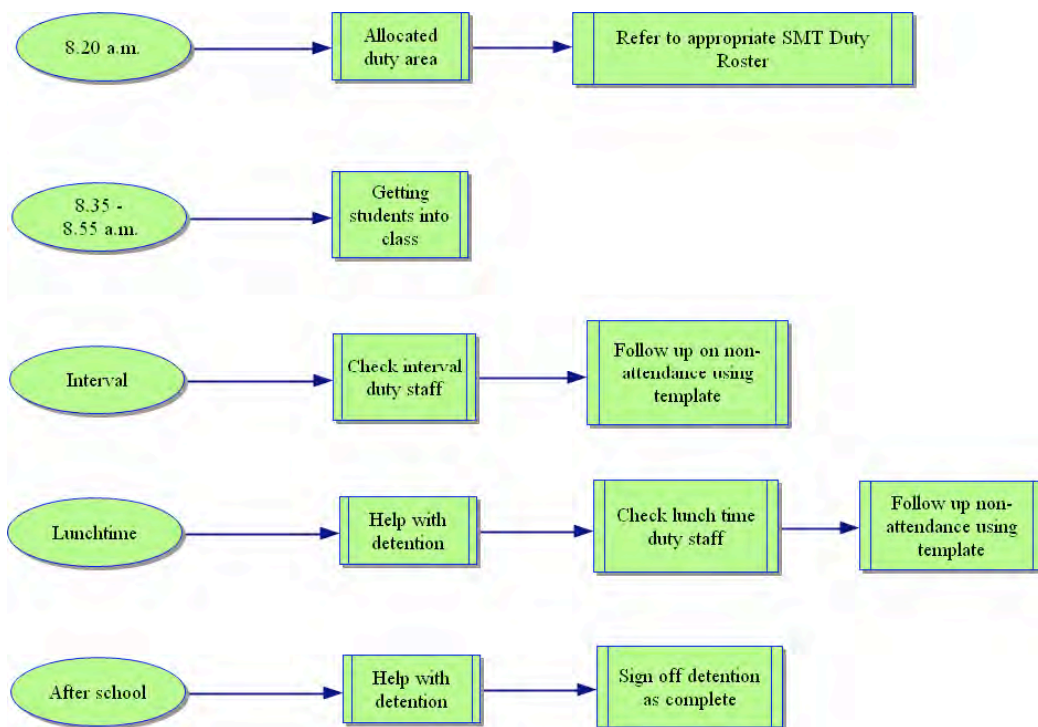 8.20 a.m.
Allocated
duty area
Refer to appropriate SMT Duty
Roster
8.35 -
8.55 a.m.
Getting
students into
class
Interval
Check interval
duty staff
Follow up on non-
attendance using
template
Lunchtime
Help with
detention
Check lunch time
duty staff
Follow up non-
attendance using
template
After school
Help with
detention
Sign off detention
as complete